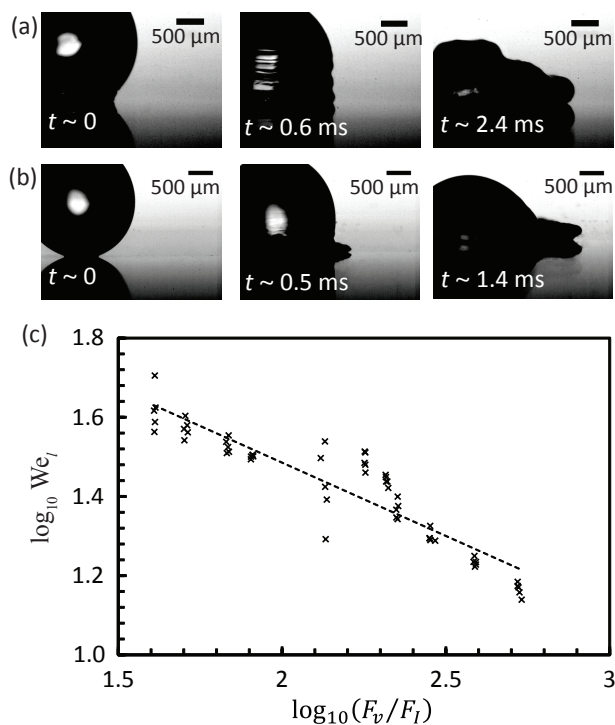 (a) 500 µm 500 µm 500 µm
t ~ 0 t ~ 0.6 ms t ~ 2.4 ms
(b) 500 µm 500 µm 500 µm
t ~ 0 t ~ 0.5 ms t ~ 1.4 ms
(c)
1.8
1.6
1.4
1.2
1.0
log₁₀ Weₗ
1.5 2 2.5 3
log₁₀(Fᵥ/F_I)